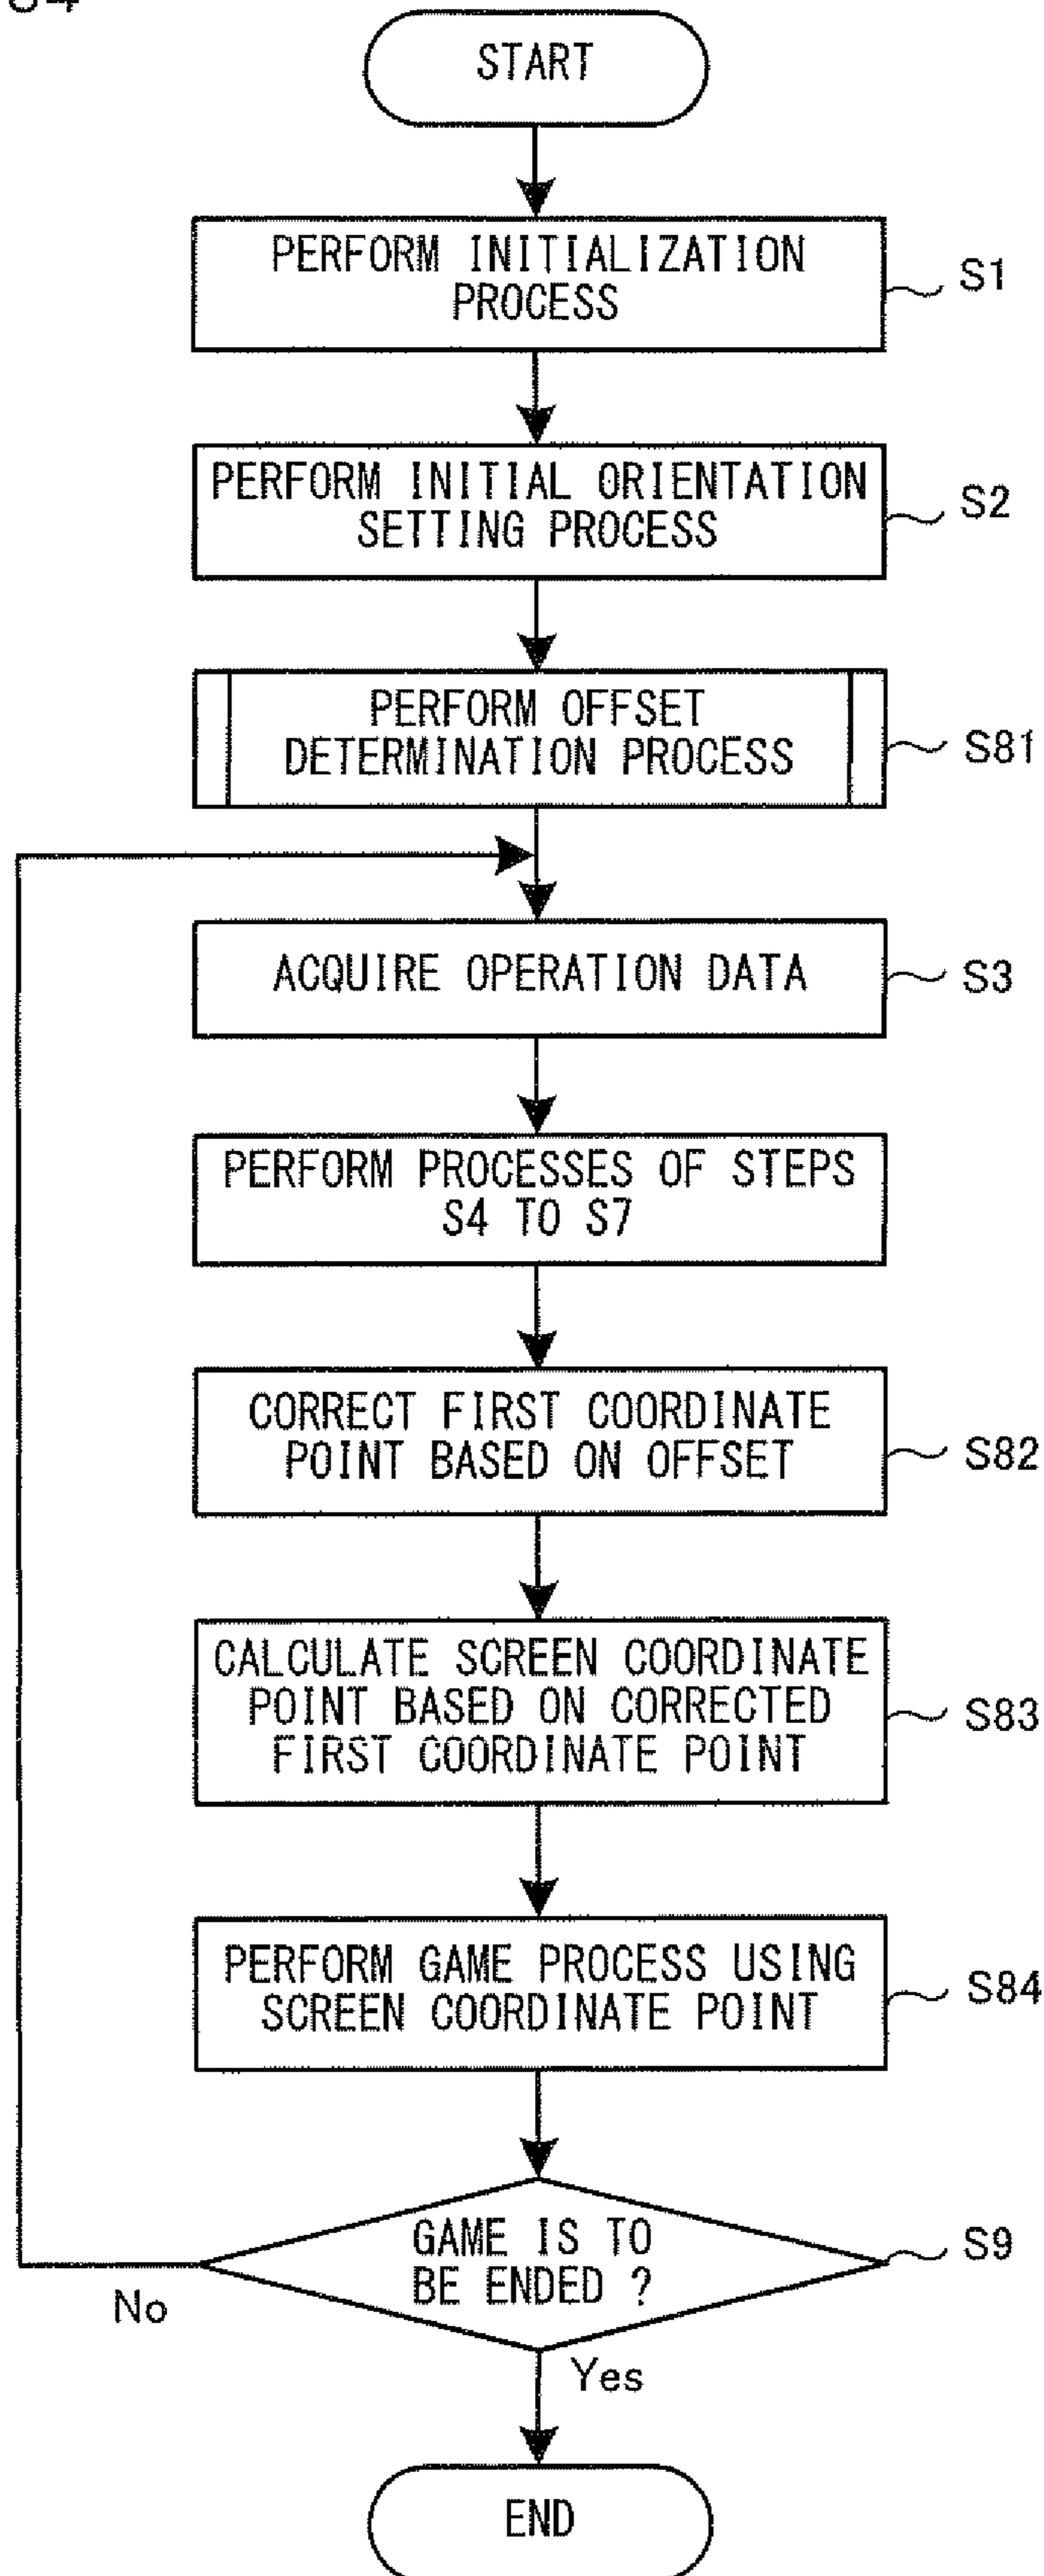 START
PERFORM INITIALIZATION
PROCESS
S1
PERFORM INITIAL ORIENTATION
SETTING PROCESS
S2
PERFORM OFFSET
DETERMINATION PROCESS
S81
ACQUIRE OPERATION DATA
S3
PERFORM PROCESSES OF STEPS
S4 TO S7
CORRECT FIRST COORDINATE
POINT BASED ON OFFSET
S82
CALCULATE SCREEN COORDINATE
POINT BASED ON CORRECTED
FIRST COORDINATE POINT
S83
PERFORM GAME PROCESS USING
SCREEN COORDINATE POINT
S84
GAME IS TO
BE ENDED ?
S9
No
Yes
END